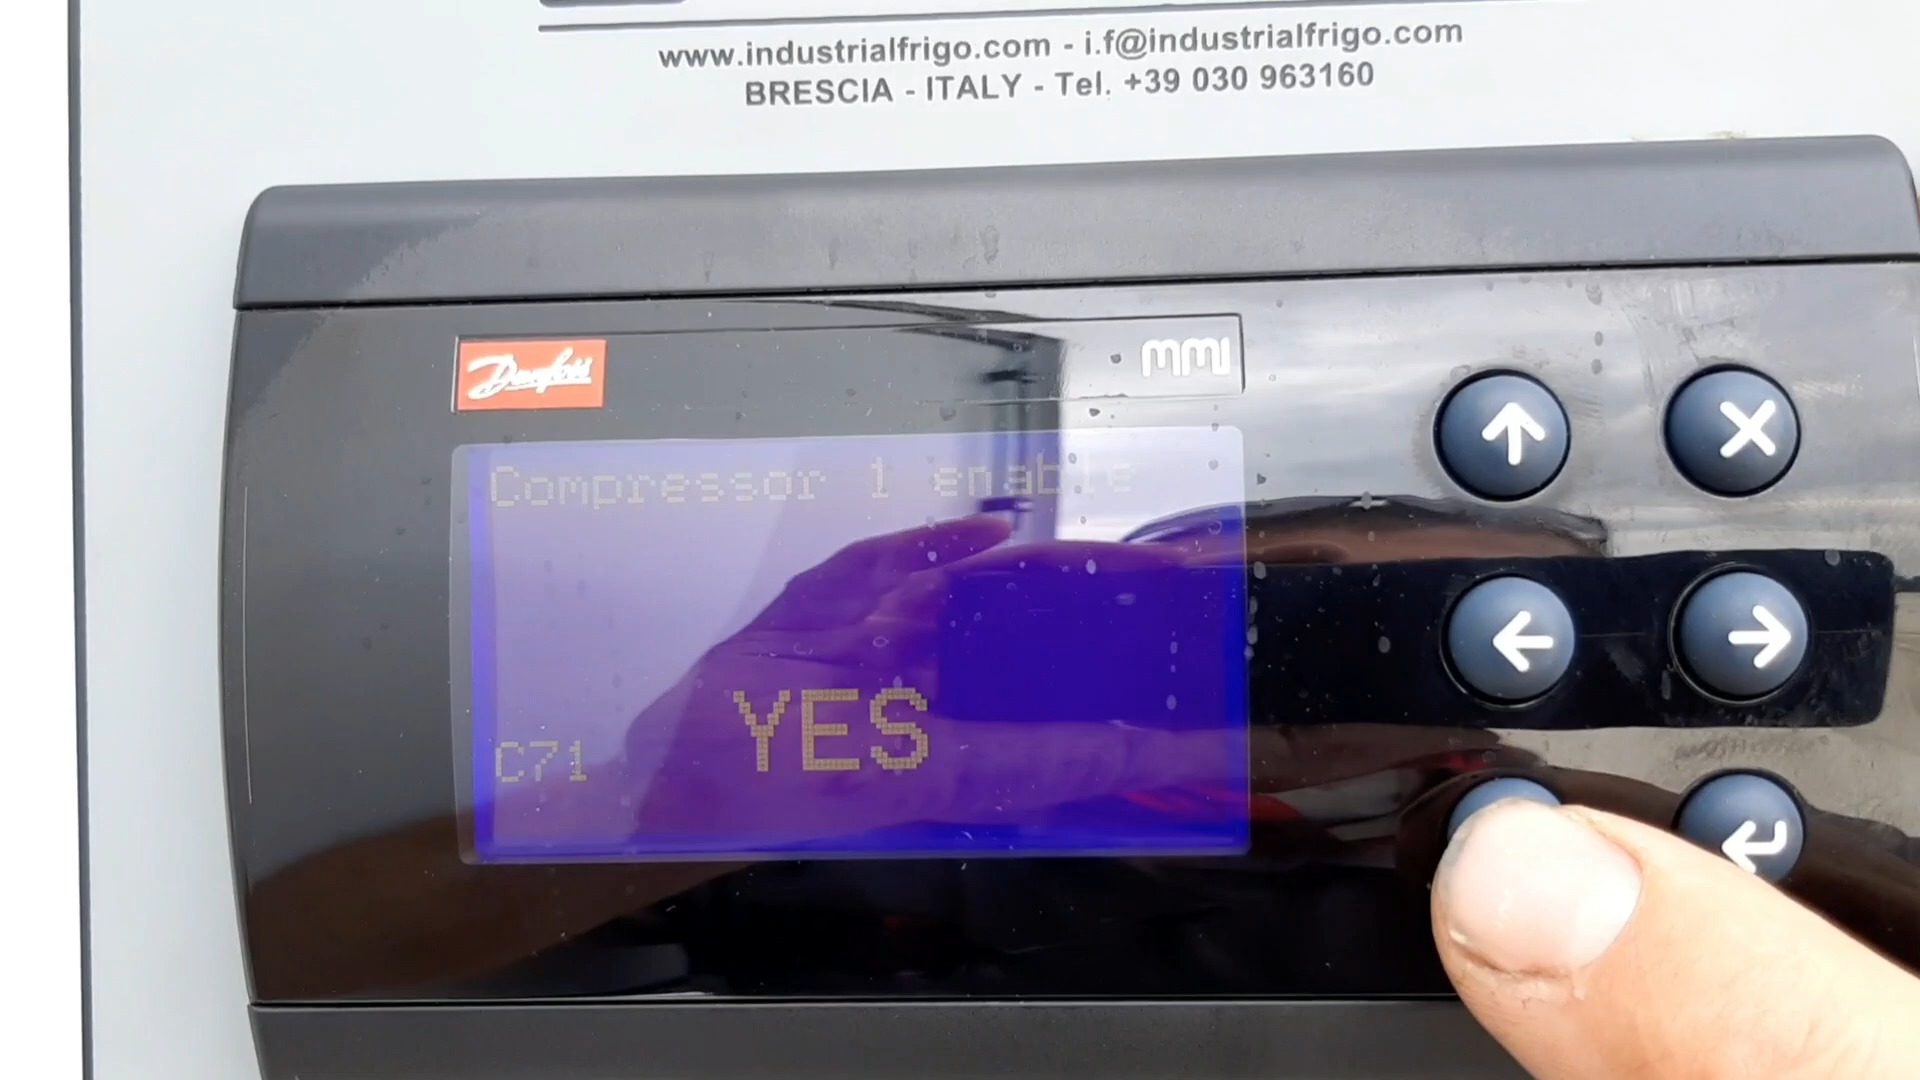 www.industrialfrigo.com - i.f@industrialfrigo.com
BRESCIA - ITALY - Tel. +39 030 963160
Danfoss
MMI
Compressor 1 enable
YES
C71